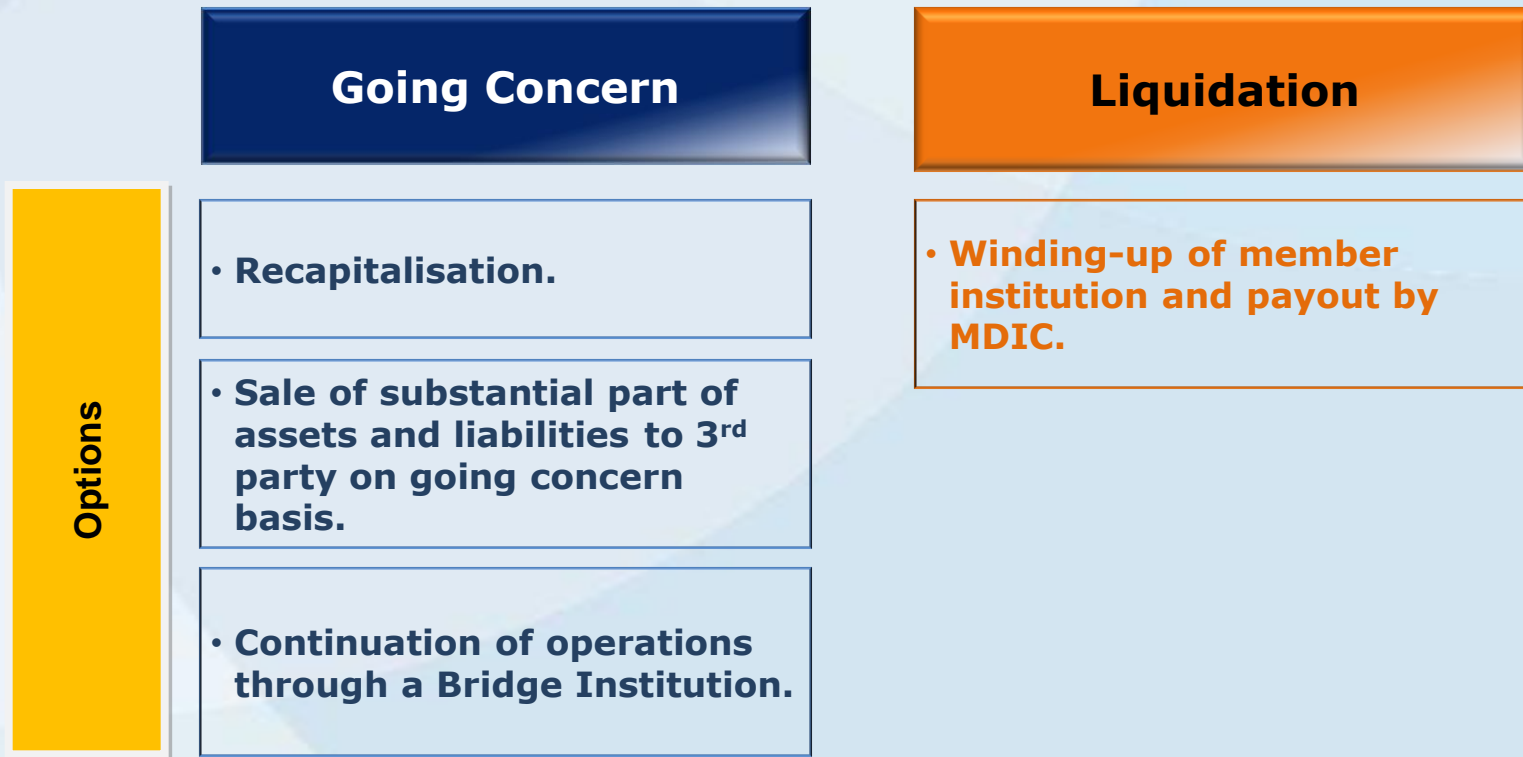 Going Concern
Liquidation
Options
• Recapitalisation.
• Sale of substantial part of
assets and liabilities to 3rd
party on going concern
basis.
• Continuation of operations
through a Bridge Institution.
• Winding-up of member
institution and payout by
MDIC.